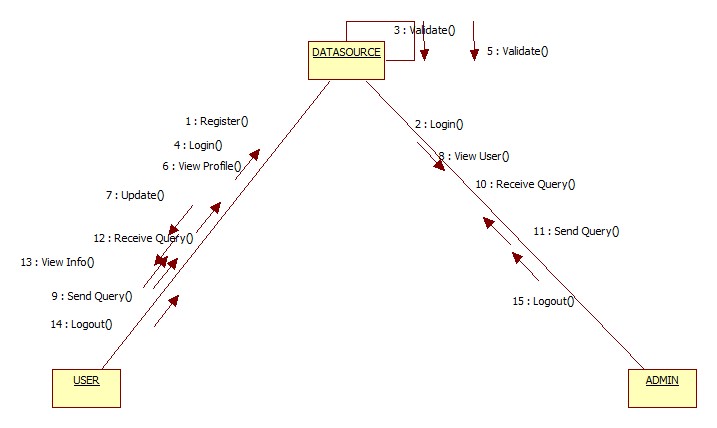 3 : Validate()
DATASOURCE
5 : Validate()
1 : Register()
2 : Login()
4 : Login()
8 : View User()
6 : View Profile()
10 : Receive Query()
7 : Update()
11 : Send Query()
12 : Receive Query()
13 : View Info()
9 : Send Query()
15 : Logout()
14 : Logout()
USER
ADMIN